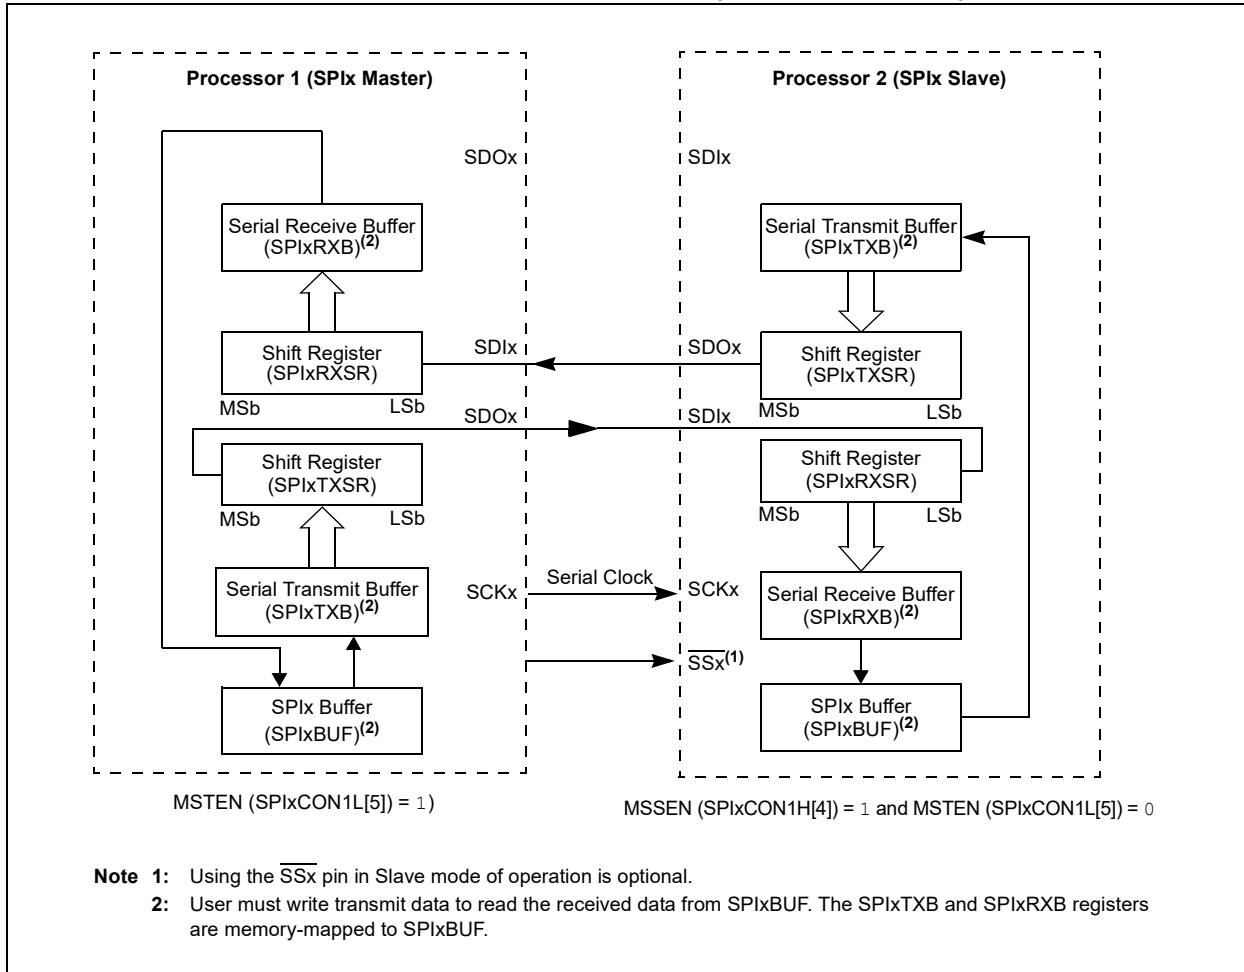 Processor 1 (SPIx Master)
SDOx
Serial Receive Buffer
(SPIxRXB)(2)
Shift Register
(SPIxRXSR)
MSb LSb
SDIx
SDOx
Shift Register
(SPIxTXSR)
MSb LSb
Serial Transmit Buffer
(SPIxTXB)(2)
SCKx
SPIx Buffer
(SPIxBUF)(2)
MSTEN (SPIxCON1L[5]) = 1)
Serial Clock
Processor 2 (SPIx Slave)
SDIx
Serial Transmit Buffer
(SPIxTXB)(2)
SDOx
Shift Register
(SPIxTXSR)
MSb LSb
SDIx
Shift Register
(SPIxRXSR)
MSb LSb
SCKx
Serial Receive Buffer
(SPIxRXB)(2)
SSx(1)
SPIx Buffer
(SPIxBUF)(2)
MSSEN (SPIxCON1H[4]) = 1 and MSTEN (SPIxCON1L[5]) = 0
Note 1: Using the SSx pin in Slave mode of operation is optional.
2: User must write transmit data to read the received data from SPIxBUF. The SPIxTXB and SPIxRXB registers
are memory-mapped to SPIxBUF.